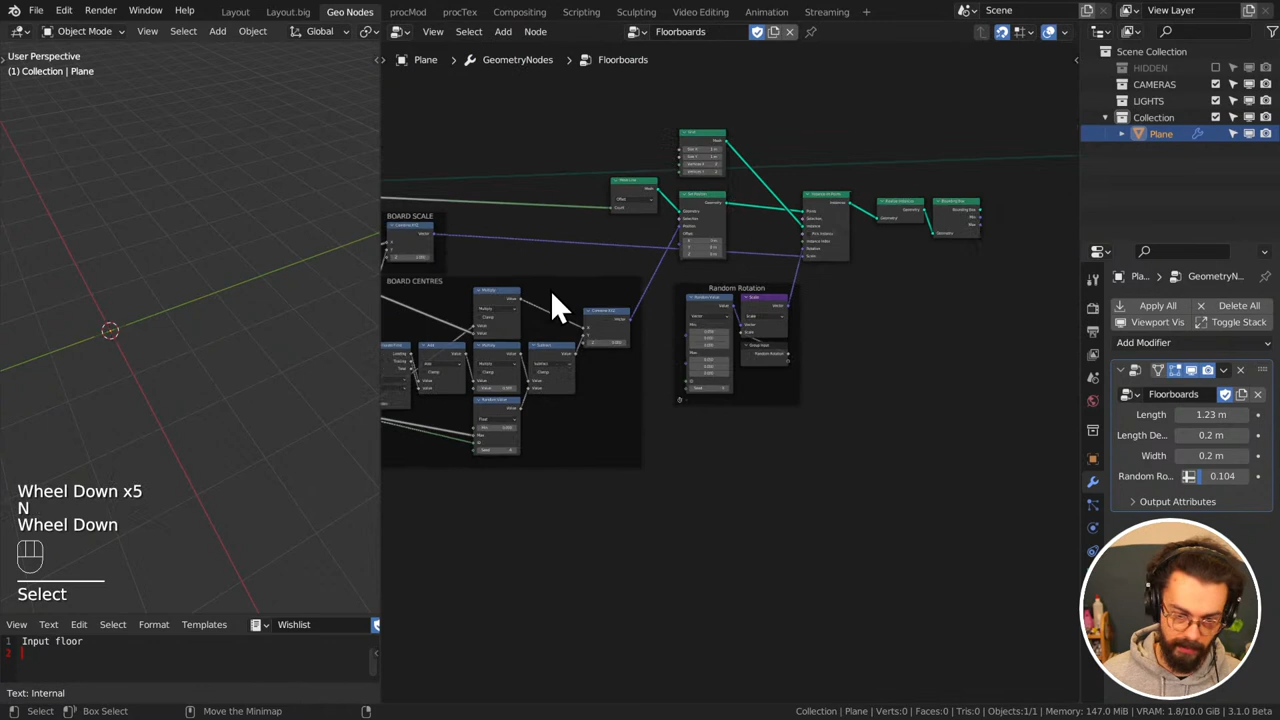 File Edit Render Window Help Layout Layout.big Geo Nodes procMod procTex Compositing Scripting Sculpting Video Editing Animation Streaming + Scene View Layer
Object Mode View Select Add Object Global View Select Add Node Floorboards
User Perspective
(1) Collection | Plane
Plane > GeometryNodes > Floorboards
Scene Collection
HIDDEN
CAMERAS
LIGHTS
Collection
Plane
BOARD SCALE
BOARD CENTRES
Random Rotation
Pla... > GeometryN...
Apply All Delete All
Viewport Vis Toggle Stack
Add Modifier
Floorboards
Length 1.23 m
Length De... 0.2 m
Width 0.2 m
Random Ro... 0.104
> Output Attributes
Wheel Down x5
N
Wheel Down
Select
View Text Edit Select Format Templates Wishlist
1 Input floor
2
Text: Internal
Select Box Select Move the Minimap Collection | Plane | Verts:0 | Faces:0 | Tris:0 | Objects:1/1 | Memory: 147.0 MiB | VRAM: 1.8/10.0 GiB | 3.1.0 Beta